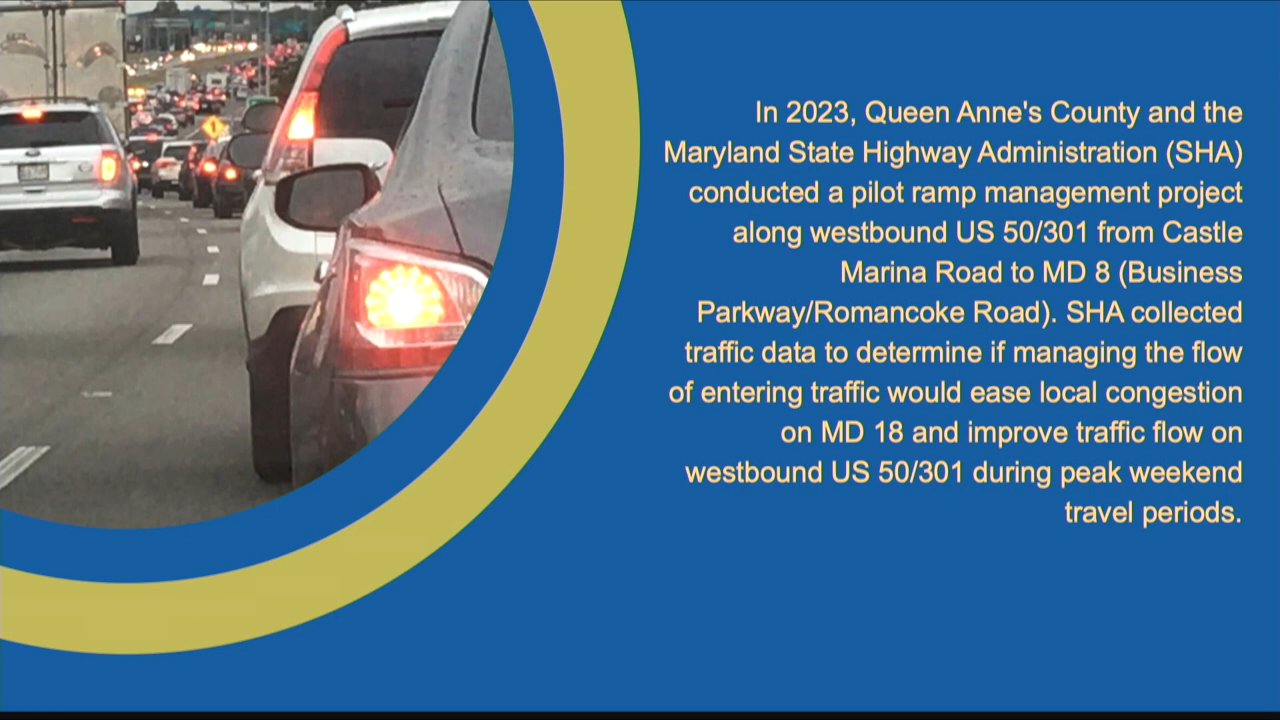 In 2023, Queen Anne's County and the
Maryland State Highway Administration (SHA)
conducted a pilot ramp management project
along westbound US 50/301 from Castle
Marina Road to MD 8 (Business
Parkway/Romancoke Road). SHA collected
traffic data to determine if managing the flow
of entering traffic would ease local congestion
on MD 18 and improve traffic flow on
westbound US 50/301 during peak weekend
travel periods.